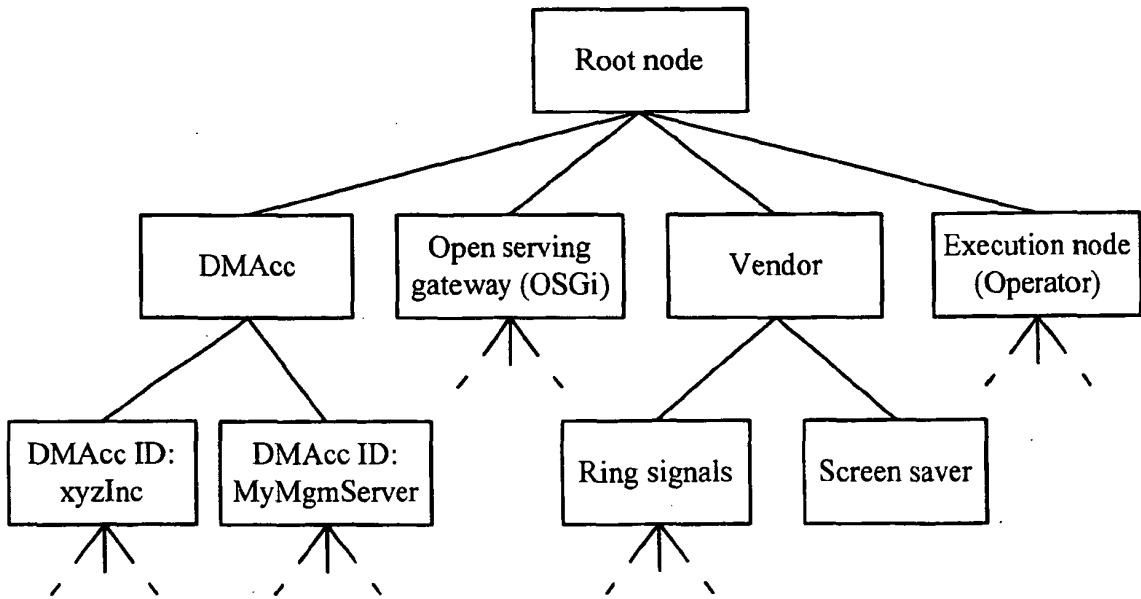 Root node
DMAcc
Open serving
gateway (OSGi)
Vendor
Execution node
(Operator)
DMAcc ID:
xyzInc
DMAcc ID:
MyMgmServer
Ring signals
Screen saver